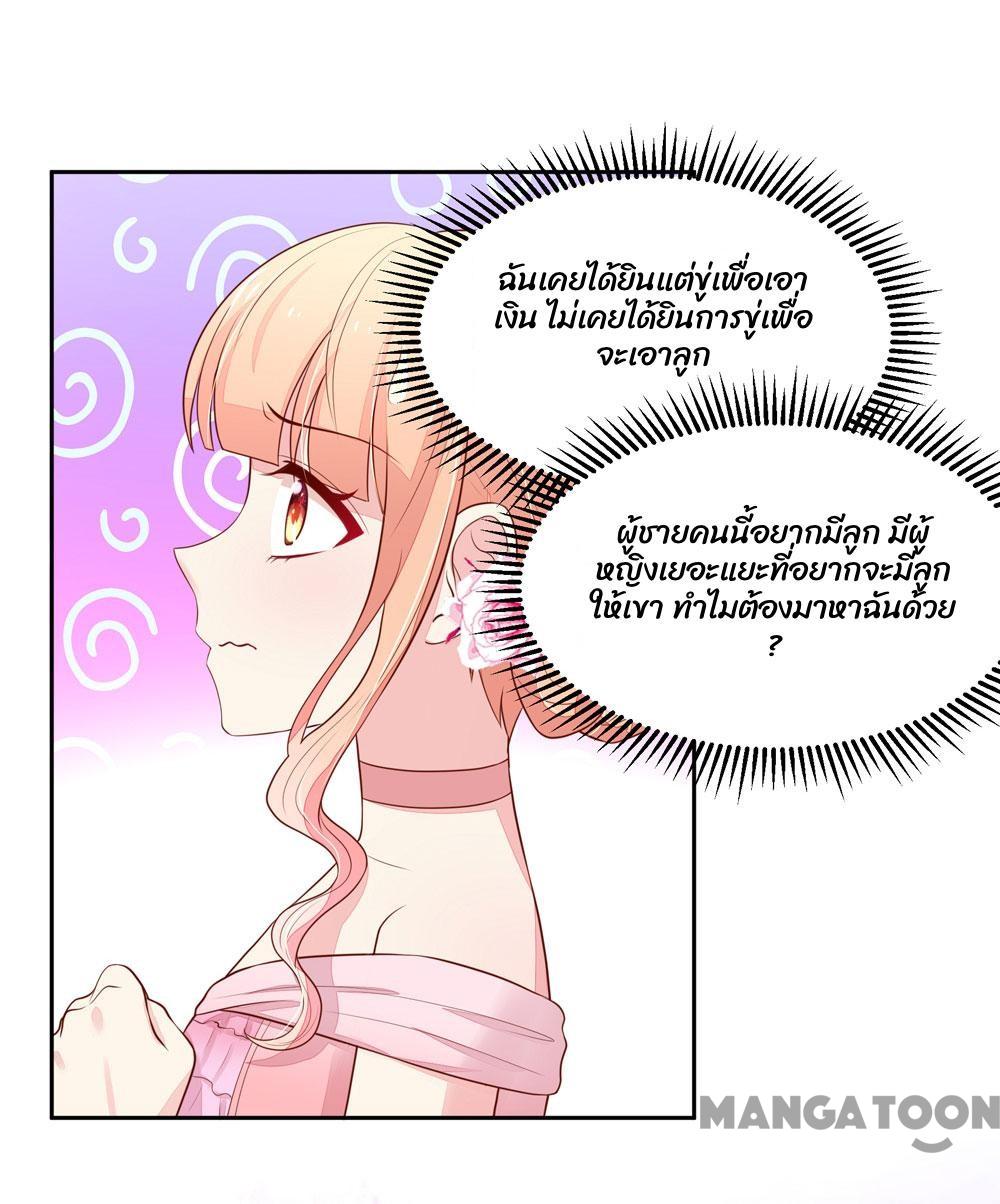 ฉันเคยได้ยินแต่ขู่เพื่อเอา
เงิน ไม่เคยได้ยินการขู่เพื่อ
จะเอาลูก
ผู้ชายคนนี้อยากมีลูก มีผู้
หญิงเยอะแยะที่อยากจะมีลูก
ให้เขา ทำไมต้องมาหาฉันด้วย
?
MANGATOON